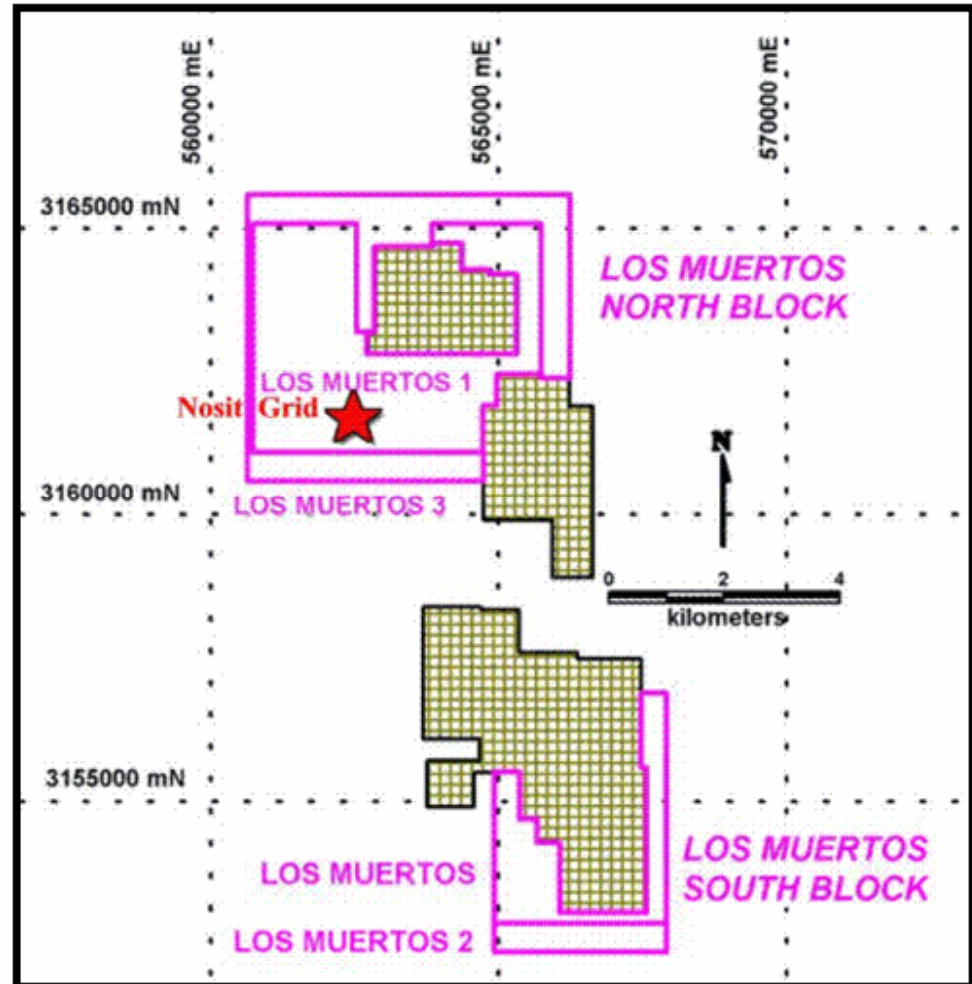 560000 mE
565000 mE
570000 mE
3165000 mN
LOS MUERTOS
NORTH BLOCK
LOS MUERTOS 1
Nosit Grid
3160000 mN
LOS MUERTOS 3
N
0 2 4
kilometers
3155000 mN
LOS MUERTOS
SOUTH BLOCK
LOS MUERTOS
LOS MUERTOS 2